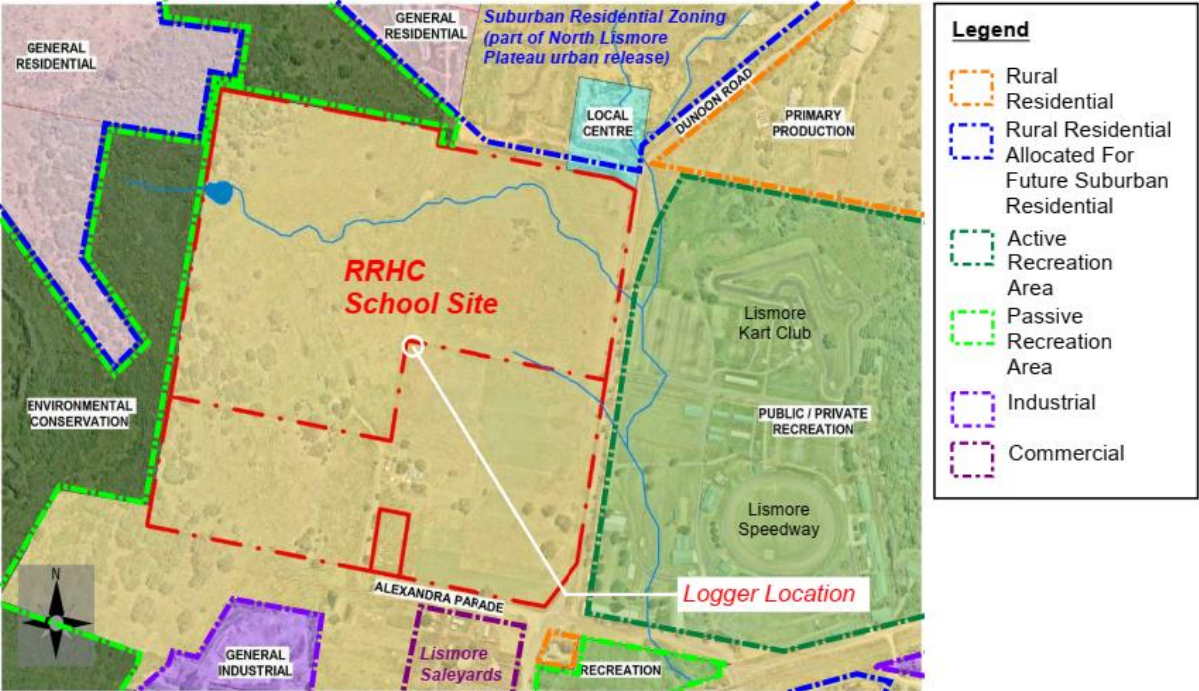 GENERAL
RESIDENTIAL
GENERAL
RESIDENTIAL
Suburban Residential Zoning
(part of North Lismore
Plateau urban release)
LOCAL
CENTRE
DUNOON ROAD
PRIMARY
PRODUCTION
RRHC
School Site
Lismore
Kart Club
ENVIRONMENTAL
CONSERVATION
PUBLIC / PRIVATE
RECREATION
Lismore
Speedway
Logger Location
ALEXANDRA PARADE
N
GENERAL
INDUSTRIAL
Lismore
Saleyards
RECREATION
Legend
Rural
Residential
Rural Residential
Allocated For
Future Suburban
Residential
Active
Recreation
Area
Passive
Recreation
Area
Industrial
Commercial